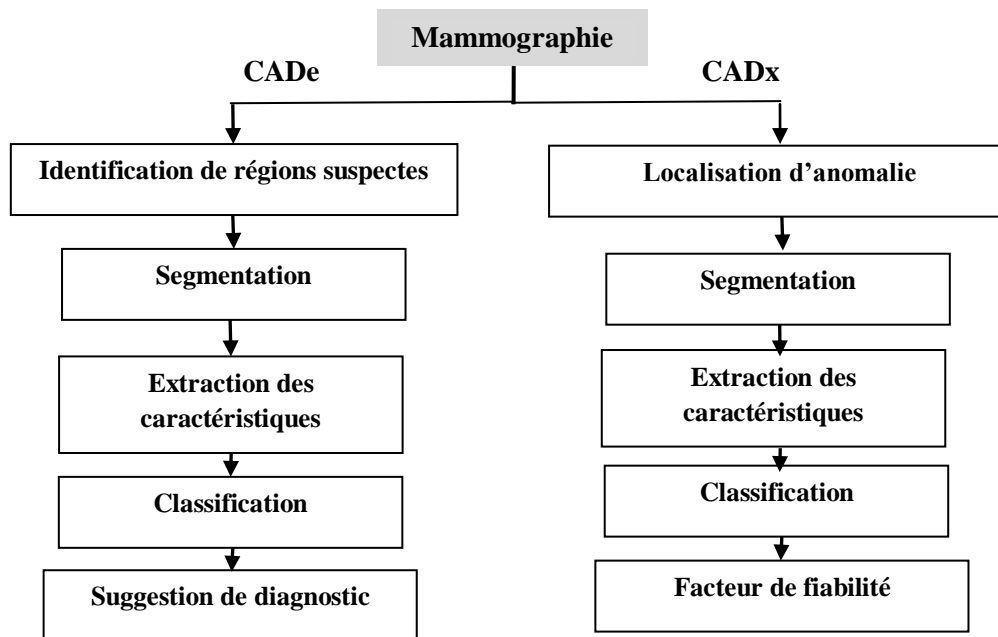 Mammographie
CADe
CADx
Identification de régions suspectes
Localisation d’anomalie
Segmentation
Segmentation
Extraction des
caractéristiques
Extraction des
caractéristiques
Classification
Classification
Suggestion de diagnostic
Facteur de fiabilité